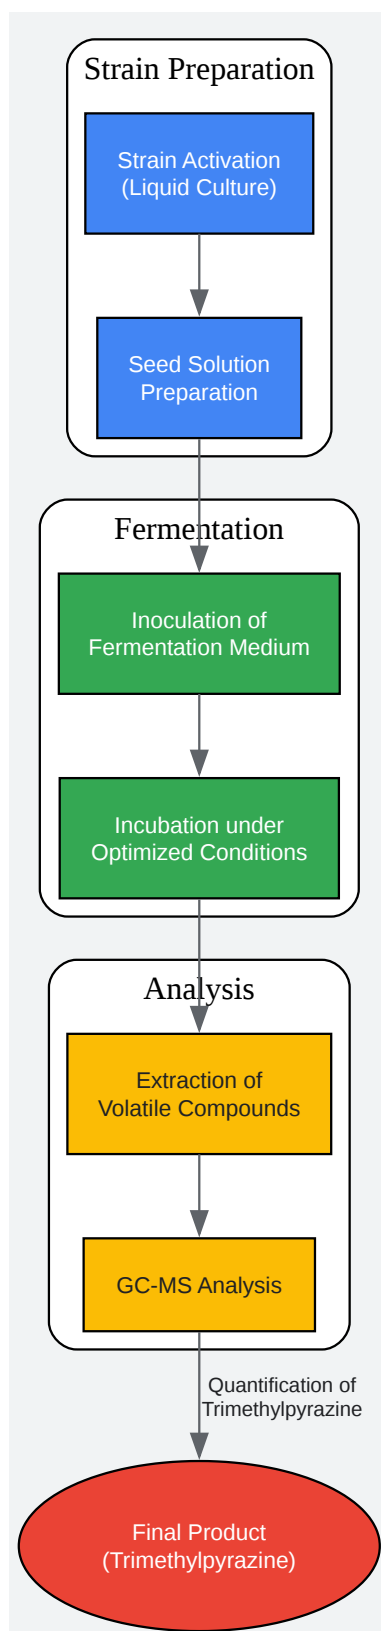 Strain Preparation
Strain Activation
(Liquid Culture)
Seed Solution
Preparation
Fermentation
Inoculation of
Fermentation Medium
Incubation under
Optimized Conditions
Analysis
Extraction of
Volatile Compounds
GC-MS Analysis
Quantification of
Trimethylpyrazine
Final Product
(Trimethylpyrazine)